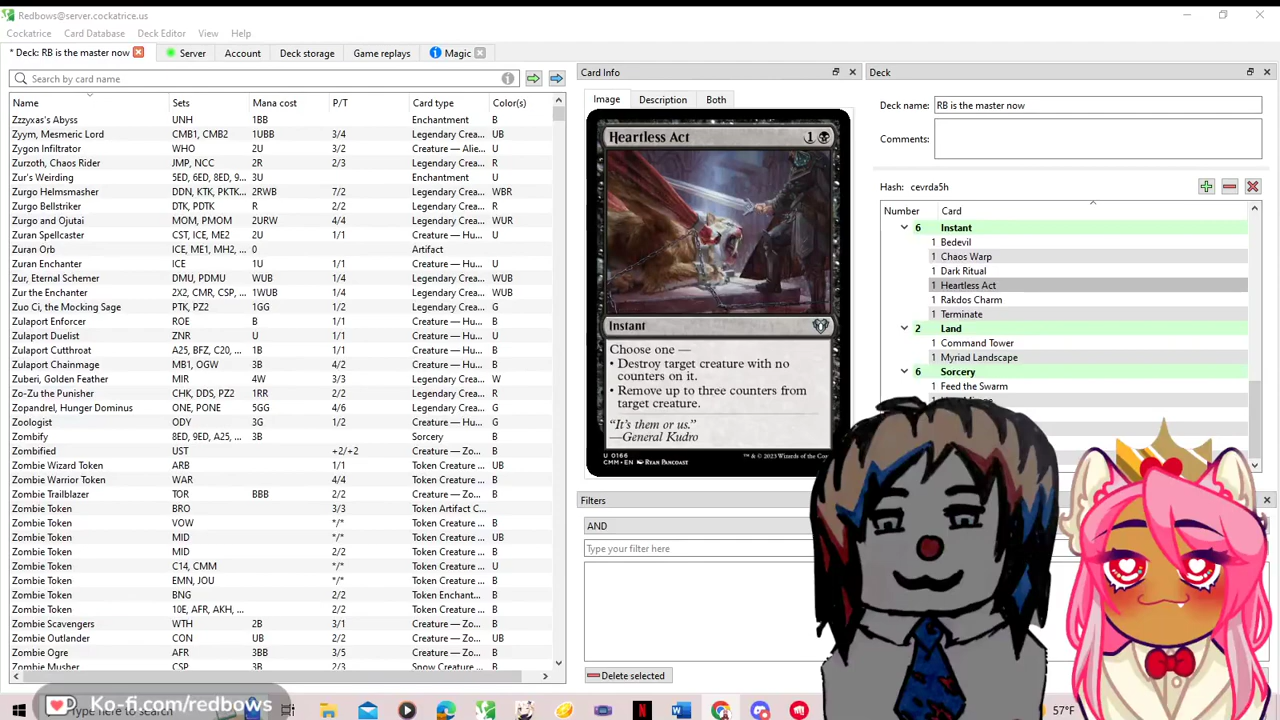 Redbows@server.cockatrice.us
Cockatrice Card Database Deck Editor View Help
* Deck: RB is the master now Server Account Deck storage Game replays Magic
Search by card name
Name Sets Mana cost P/T Card type Color(s)
Zzzyxas's Abyss UNH 1BB Enchantment B
Zyym, Mesmeric Lord CMB1, CMB2 1UBB 3/4 Legendary Crea... UB
Zygon Infiltrator WHO 2U 3/2 Creature — Alie... U
Zurzoth, Chaos Rider JMP, NCC 2R 2/3 Legendary Crea... R
Zur's Weirding 5ED, 6ED, 8ED, 9... 3U Enchantment U
Zurgo Helmsmasher DDN, KTK, PKTK... 2RWB 7/2 Legendary Crea... WBR
Zurgo Bellstriker DTK, PDTK R 2/2 Legendary Crea... R
Zurgo and Ojutai MOM, PMOM 2URW 4/4 Legendary Crea... WUR
Zuran Spellcaster CST, ICE, ME2 2U 1/1 Creature — Hu... U
Zuran Orb ICE, ME1, MH2, ... 0 Artifact
Zuran Enchanter ICE 1U 1/1 Creature — Hu... U
Zur, Eternal Schemer DMU, PDMU WUB 1/4 Legendary Crea... WUB
Zur the Enchanter 2X2, CMR, CSP, ... 1WUB 1/4 Legendary Crea... WUB
Zuo Ci, the Mocking Sage PTK, PZ2 1GG 1/2 Legendary Crea... G
Zulaport Enforcer ROE B 1/1 Creature — Hu... B
Zulaport Duelist ZNR U 1/1 Creature — Hu... U
Zulaport Cutthroat A25, BFZ, C20, ... 1B 1/1 Creature — Hu... B
Zulaport Chainmage MB1, OGW 3B 4/2 Creature — Hu... B
Zuberi, Golden Feather MIR 4W 3/3 Legendary Crea... W
Zo-Zu the Punisher CHK, DDS, PZ2 1RR 2/2 Legendary Crea... R
Zopandrel, Hunger Dominus ONE, PONE 5GG 4/6 Legendary Crea... G
Zoologist ODY 3G 1/2 Creature — Hu... G
Zombify 8ED, 9ED, A25, ... 3B Sorcery B
Zombified UST +2/+2 Card B
Zombie Wizard Token ARB 1/1 Token Creature ... UB
Zombie Warrior Token WAR 4/4 Token Creature ... B
Zombie Trailblazer TOR BBB 2/2 Creature — Zo... B
Zombie Token BRO 3/3 Token Artifact C...
Zombie Token VOW */* Token Creature ... B
Zombie Token MID */* Token Creature ... UB
Zombie Token MID 2/2 Token Creature ... B
Zombie Token C14, CMM */* Token Creature ... U
Zombie Token EMN, JOU */* Token Creature ... B
Zombie Token BNG 2/2 Token Enchant... B
Zombie Token 10E, AFR, AKH, ... 2/2 Token Creature ... B
Zombie Scavengers WTH 2B 3/1 Creature — Zo... B
Zombie Outlander CON UB 2/2 Creature — Zo... UB
Zombie Ogre AFR 3BB 3/5 Creature — Zo... B
Zombie Musher CSP 3B 2/3 Snow Creature ... B
Card Info
Image Description Both
Heartless Act 1
Instant
Choose one —
• Destroy target creature with no
counters on it.
• Remove up to three counters from
target creature.
"It's them or us."
—General Kudro
U 0166
CMM • EN RYAN PANCOAST ™ & © 2023 Wizards of the Co
Deck
Deck name: RB is the master now
Comments:
Hash: cevrda5h
Number Card
6 Instant
1 Bedevil
1 Chaos Warp
1 Dark Ritual
1 Heartless Act
1 Rakdos Charm
1 Terminate
2 Land
1 Command Tower
1 Myriad Landscape
6 Sorcery
1 Feed the Swarm
Filters
AND
Type your filter here
Delete selected
Ko-fi.com/redbows
Type here to search
57°F